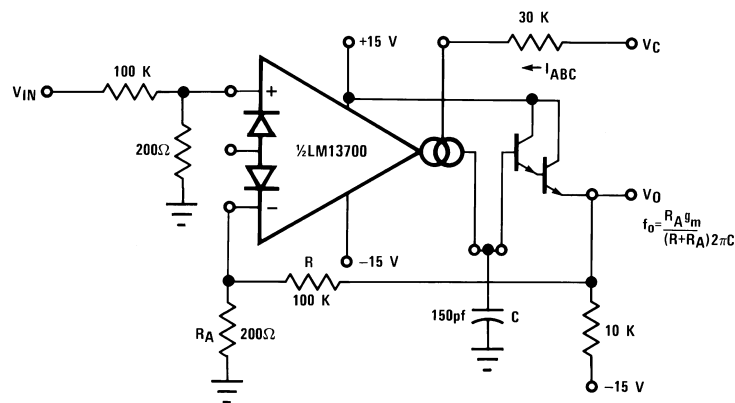 30 K
+15 V
V_C
I_ABC
100 K
V_IN
+
200Ω
½LM13700
−
V_O
f_o = R_A g_m / (R+R_A) 2πC
−15 V
R
100 K
150pf
C
R_A
200Ω
10 K
−15 V